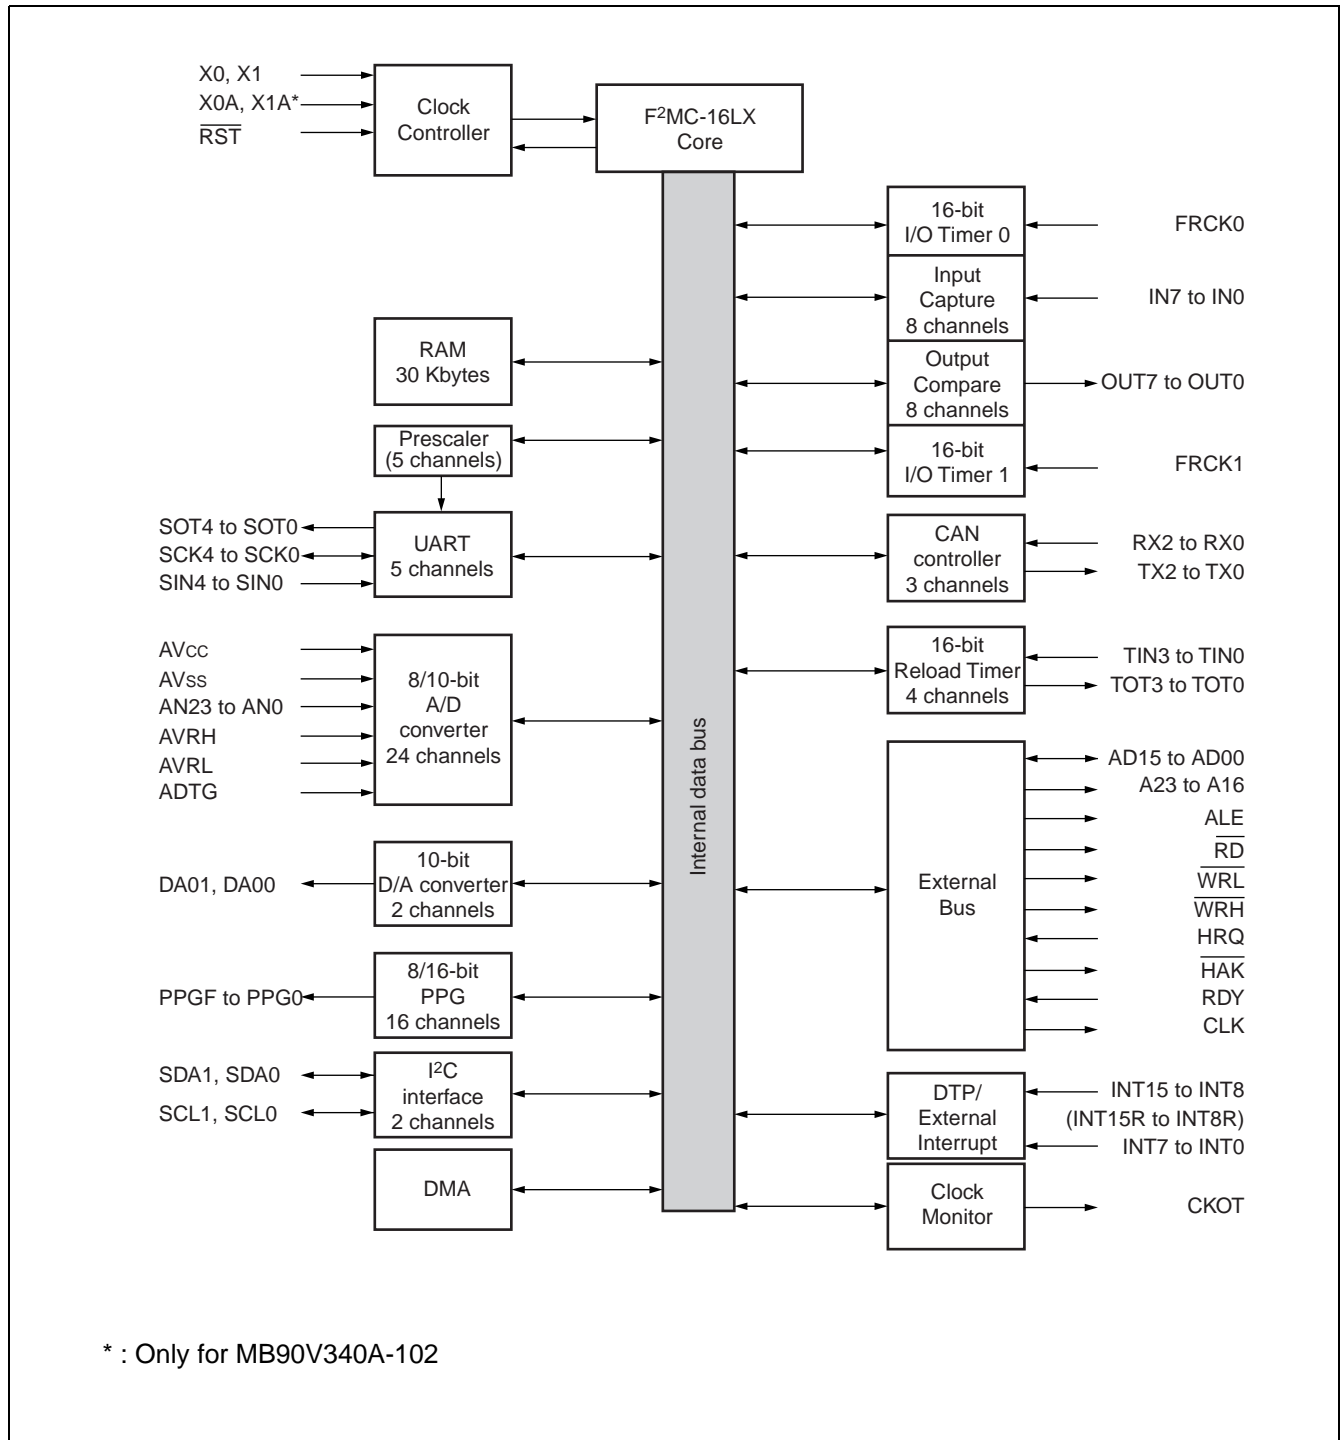 X0, X1
X0A, X1A*
RST
Clock
Controller
F²MC-16LX
Core
16-bit
I/O Timer 0
FRCK0
Input
Capture
8 channels
IN7 to IN0
Output
Compare
8 channels
OUT7 to OUT0
16-bit
I/O Timer 1
FRCK1
RAM
30 Kbytes
Prescaler
(5 channels)
SOT4 to SOT0
SCK4 to SCK0
SIN4 to SIN0
UART
5 channels
CAN
controller
3 channels
RX2 to RX0
TX2 to TX0
AVCC
AVSS
AN23 to AN0
AVRH
AVRL
ADTG
8/10-bit
A/D
converter
24 channels
16-bit
Reload Timer
4 channels
TIN3 to TIN0
TOT3 to TOT0
Internal data bus
DA01, DA00
10-bit
D/A converter
2 channels
External
Bus
AD15 to AD00
A23 to A16
ALE
RD
WRL
WRH
HRQ
HAK
RDY
CLK
PPGF to PPG0
8/16-bit
PPG
16 channels
SDA1, SDA0
SCL1, SCL0
I²C
interface
2 channels
DTP/
External
Interrupt
INT15 to INT8
(INT15R to INT8R)
INT7 to INT0
DMA
Clock
Monitor
CKOT
* : Only for MB90V340A-102